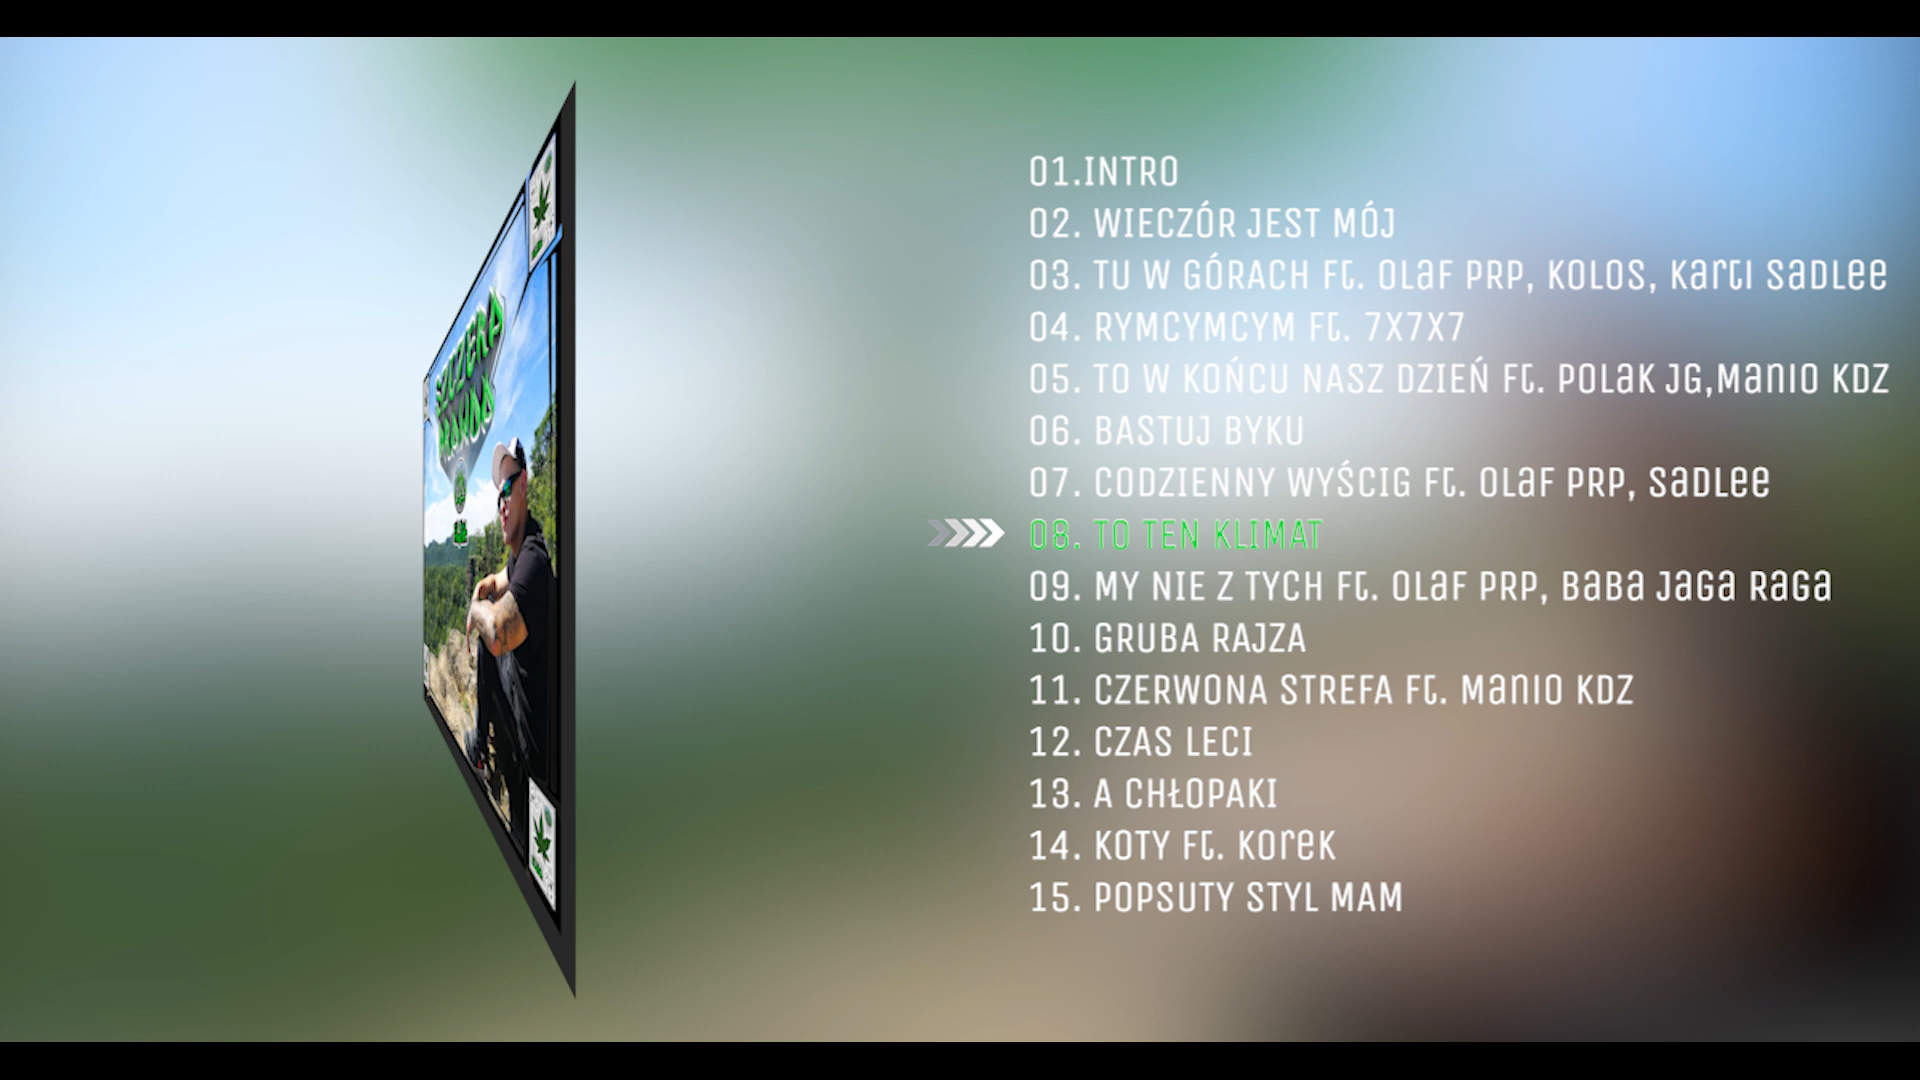 SZCZERA
PRAWDA
01.INTRO
02. WIECZÓR JEST MÓJ
03. TU W GÓRACH Ft. Olaf PRP, KOLOS, Karti Sadlee
04. RYMCYMCYM Ft. 7X7X7
05. TO W KOŃCU NASZ DZIEŃ Ft. Polak JG,Manio KDZ
06. BASTUJ BYKU
07. CODZIENNY WYŚCIG Ft. Olaf PRP, Sadlee
08. TO TEN KLIMAT
09. MY NIE Z TYCH Ft. Olaf PRP, Baba Jaga Raga
10. GRUBA RAJZA
11. CZERWONA STREFA Ft. Manio KDZ
12. CZAS LECI
13. A CHŁOPAKI
14. KOTY Ft. Korek
15. POPSUTY STYL MAM